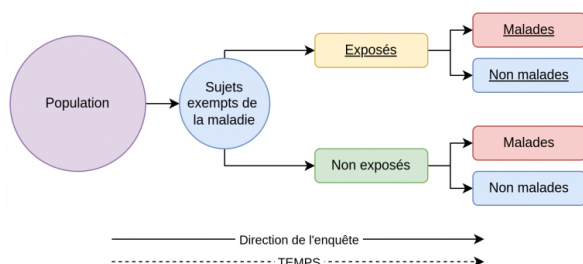 Population
Sujets
exempts de
la maladie
Exposés
Malades
Non malades
Non exposés
Malades
Non malades
Direction de l'enquête
TEMPS